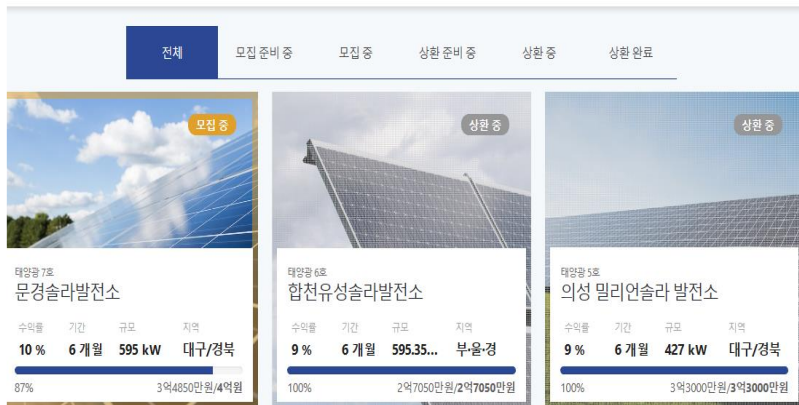 전체 모집 준비 중 모집 중 상환 준비 중 상환 중 상환 완료
모집 중
태양광 7호
문경솔라발전소
수익률 기간 규모 지역
10 % 6 개월 595 kW 대구/경북
87% 3억4850만원/4억원
상환 중
태양광 6호
합천유성솔라발전소
수익률 기간 규모 지역
9 % 6 개월 595.35... 부·울·경
100% 2억7050만원/2억7050만원
상환 중
태양광 5호
의성 밀리언솔라 발전소
수익률 기간 규모 지역
9 % 6 개월 427 kW 대구/경북
100% 3억3000만원/3억3000만원